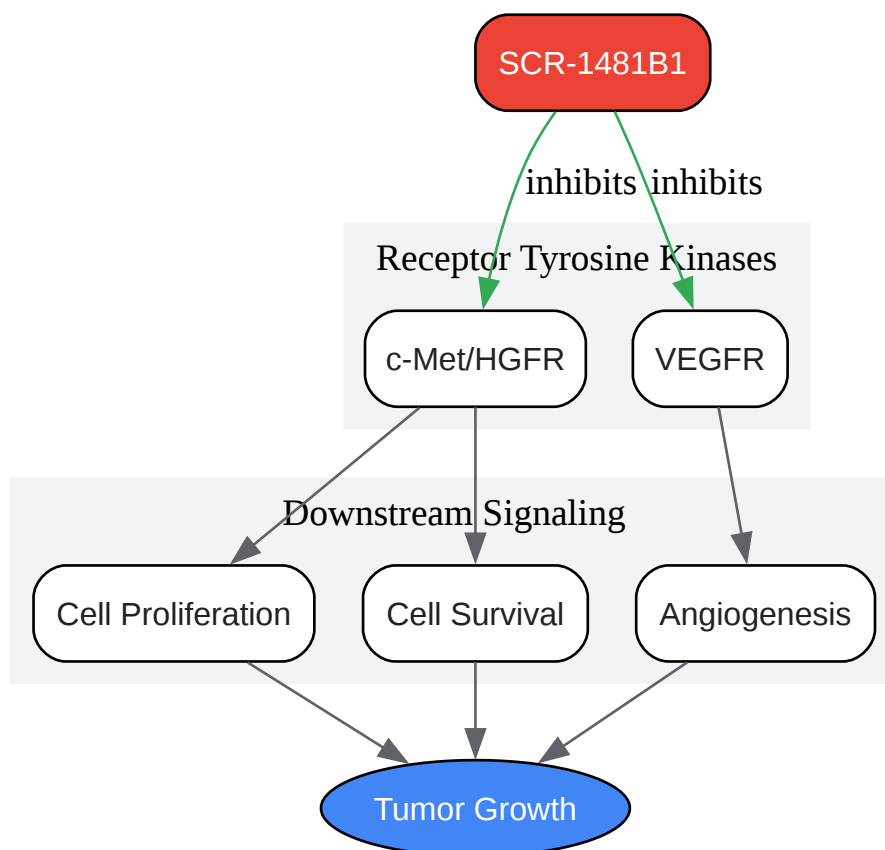 SCR-1481B1
inhibits inhibits
Receptor Tyrosine Kinases
c-Met/HGFR VEGFR
Downstream Signaling
Cell Proliferation Cell Survival Angiogenesis
Tumor Growth